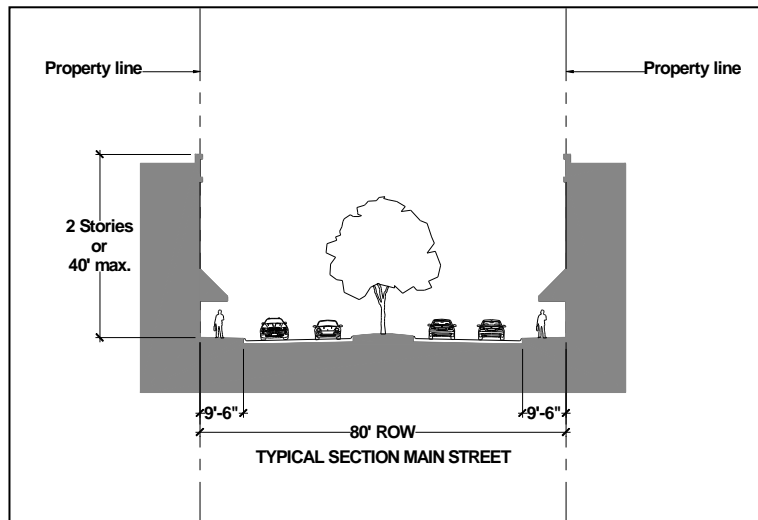 Property line
Property line
2 Stories
or
40' max.
9'-6"
9'-6"
80' ROW
TYPICAL SECTION MAIN STREET